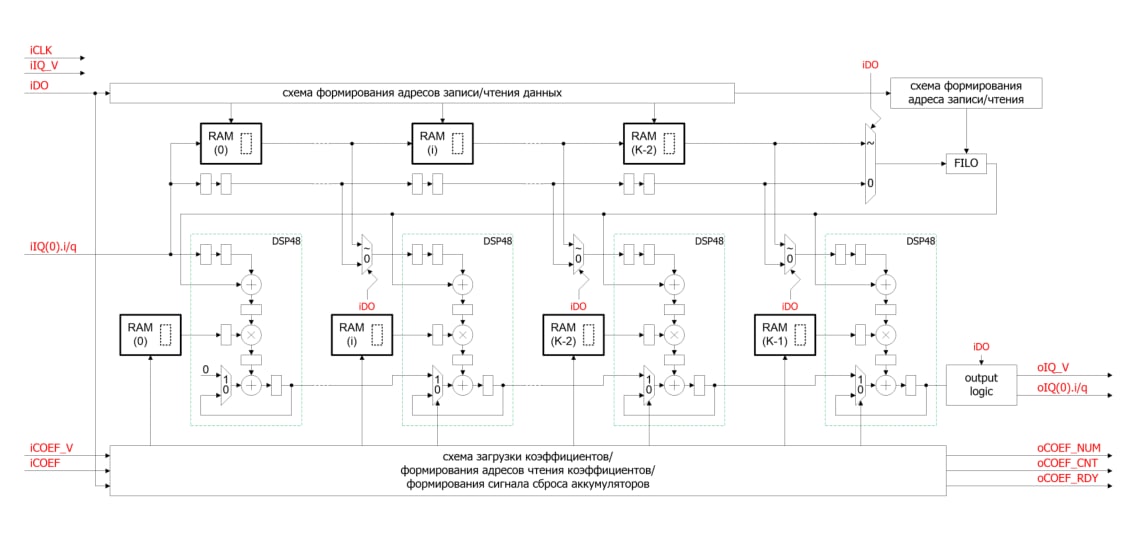 iCLK
iIQ_V
iDO
iDO
схема формирования адресов записи/чтения данных
схема формирования
адреса записи/чтения
RAM
(0)
RAM
(i)
RAM
(K-2)
~
0
FILO
iIQ(0).i/q
DSP48
DSP48
DSP48
DSP48
~
0
~
0
~
0
iDO
iDO
iDO
RAM
(0)
RAM
(i)
RAM
(K-2)
RAM
(K-1)
iDO
0
1
0
1
0
1
0
1
0
output
logic
oIQ_V
oIQ(0).i/q
iCOEF_V
iCOEF
схема загрузки коэффициентов/
формирования адресов чтения коэффициентов/
формирования сигнала сброса аккумуляторов
oCOEF_NUM
oCOEF_CNT
oCOEF_RDY